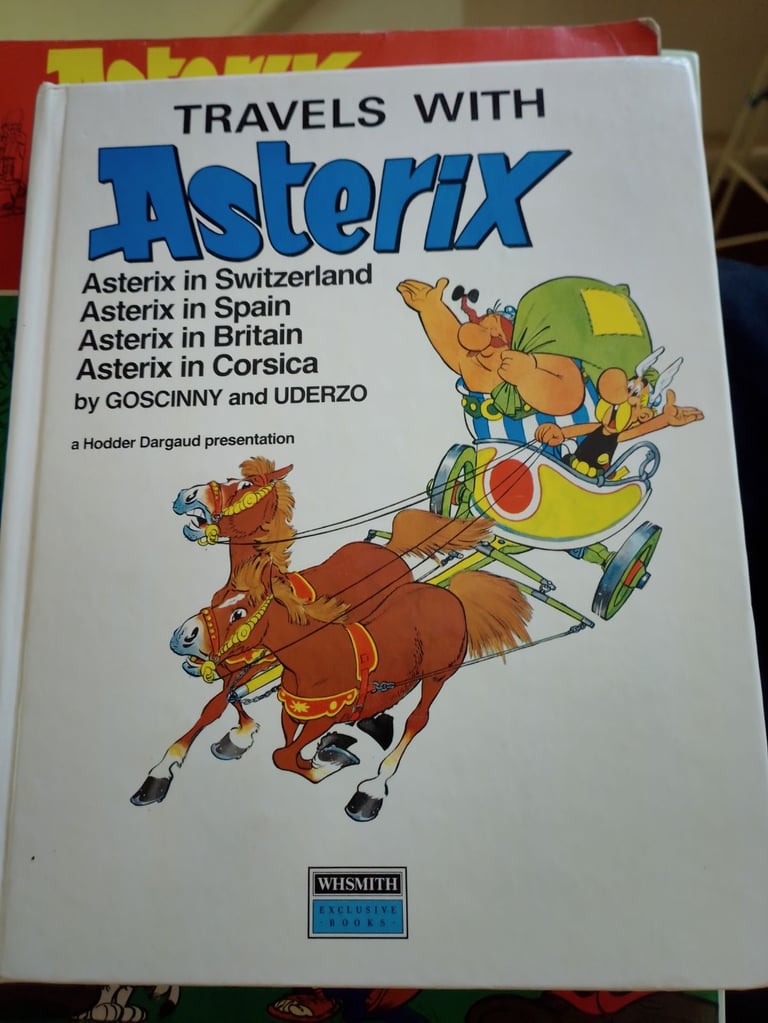 Asterix
TRAVELS WITH
Asterix
Asterix in Switzerland
Asterix in Spain
Asterix in Britain
Asterix in Corsica
by GOSCINNY and UDERZO
a Hodder Dargaud presentation
WHSMITH
EXCLUSIVE
· BOOKS ·